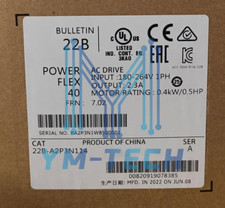 BULLETIN
22B
LISTED
IND. CONT. EQ.
3KA0
POWER
FLEX
40
AC DRIVE
INPUT: 180-264V 1PH
OUTPUT: 2.3A
MOTOR RATING: 0.4kW/0.5HP
FRN : 7.02
SERIAL NO.
CAT
PRODUCT OF CHINA
SER
22B-A2P3N114
A
YM-TECH
00820919078385
MFD. IN 2022 ON JUN-08